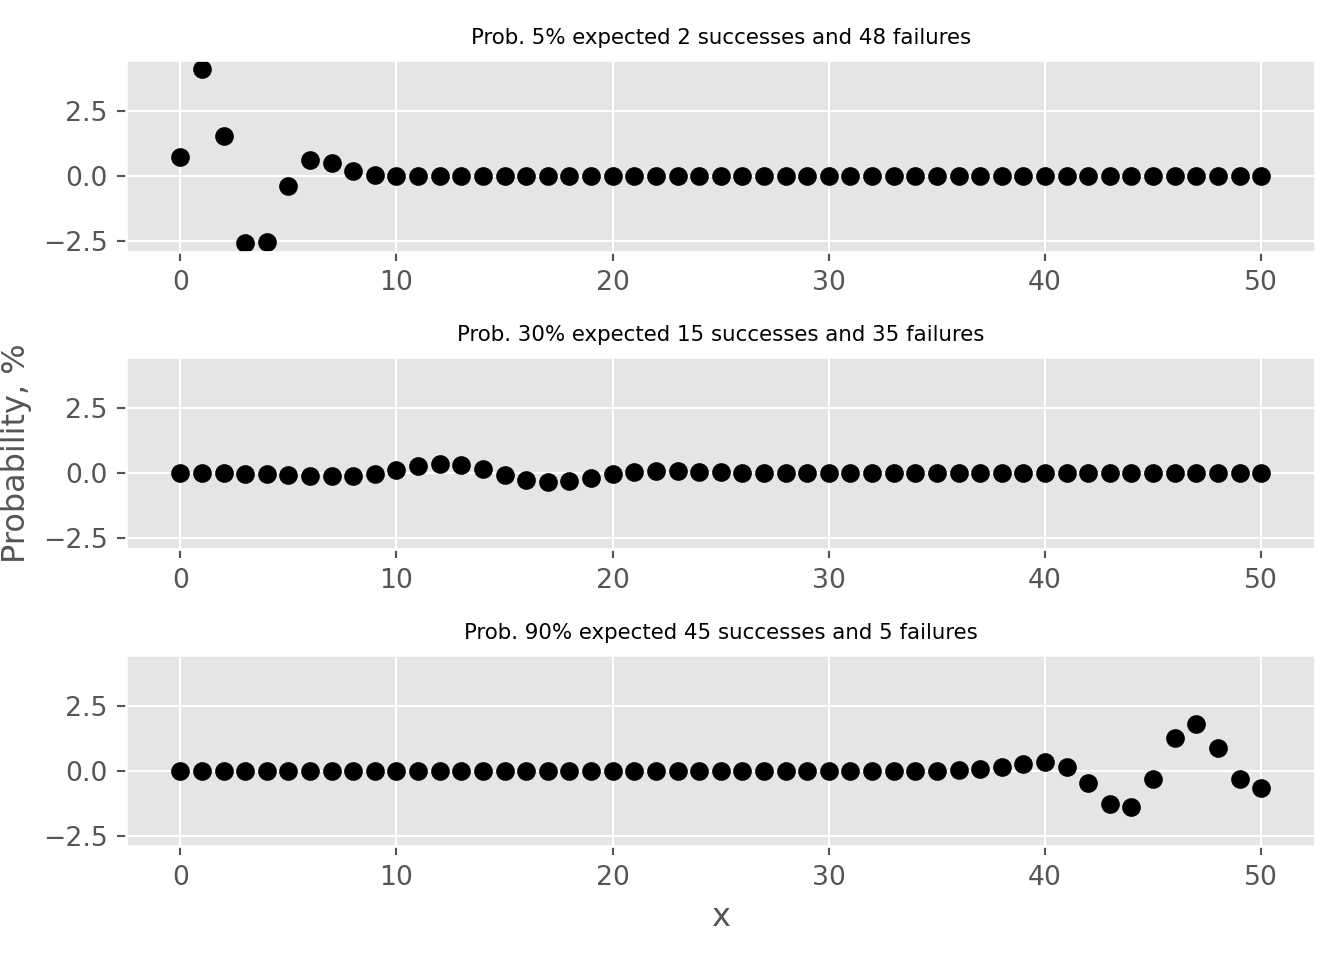 Prob. 5% expected 2 successes and 48 failures
2.5
0.0
−2.5
0 10 20 30 40 50
Prob. 30% expected 15 successes and 35 failures
Probability, %
2.5
0.0
−2.5
0 10 20 30 40 50
Prob. 90% expected 45 successes and 5 failures
2.5
0.0
−2.5
0 10 20 30 40 50
x